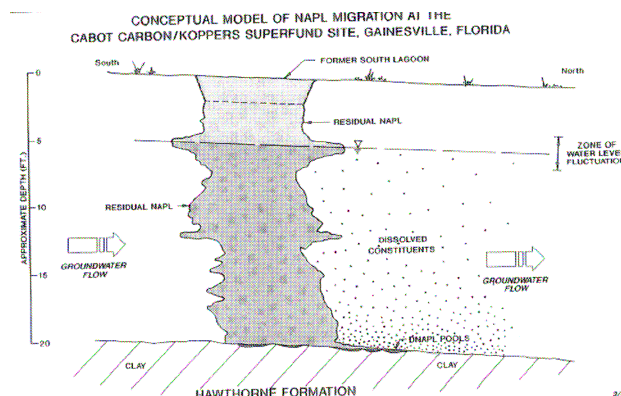 CONCEPTUAL MODEL OF NAPL MIGRATION AT THE
CABOT CARBON/KOPPERS SUPERFUND SITE, GAINESVILLE, FLORIDA
South
FORMER SOUTH LAGOON
North
0
RESIDUAL NAPL
5
ZONE OF
WATER LEVEL
FLUCTUATION
APPROXIMATE DEPTH (FT.)
RESIDUAL NAPL
10
DISSOLVED
CONSTITUENTS
GROUNDWATER
FLOW
15
GROUNDWATER
FLOW
DNAPL POOLS
20
CLAY
CLAY
HAWTHORNE FORMATION